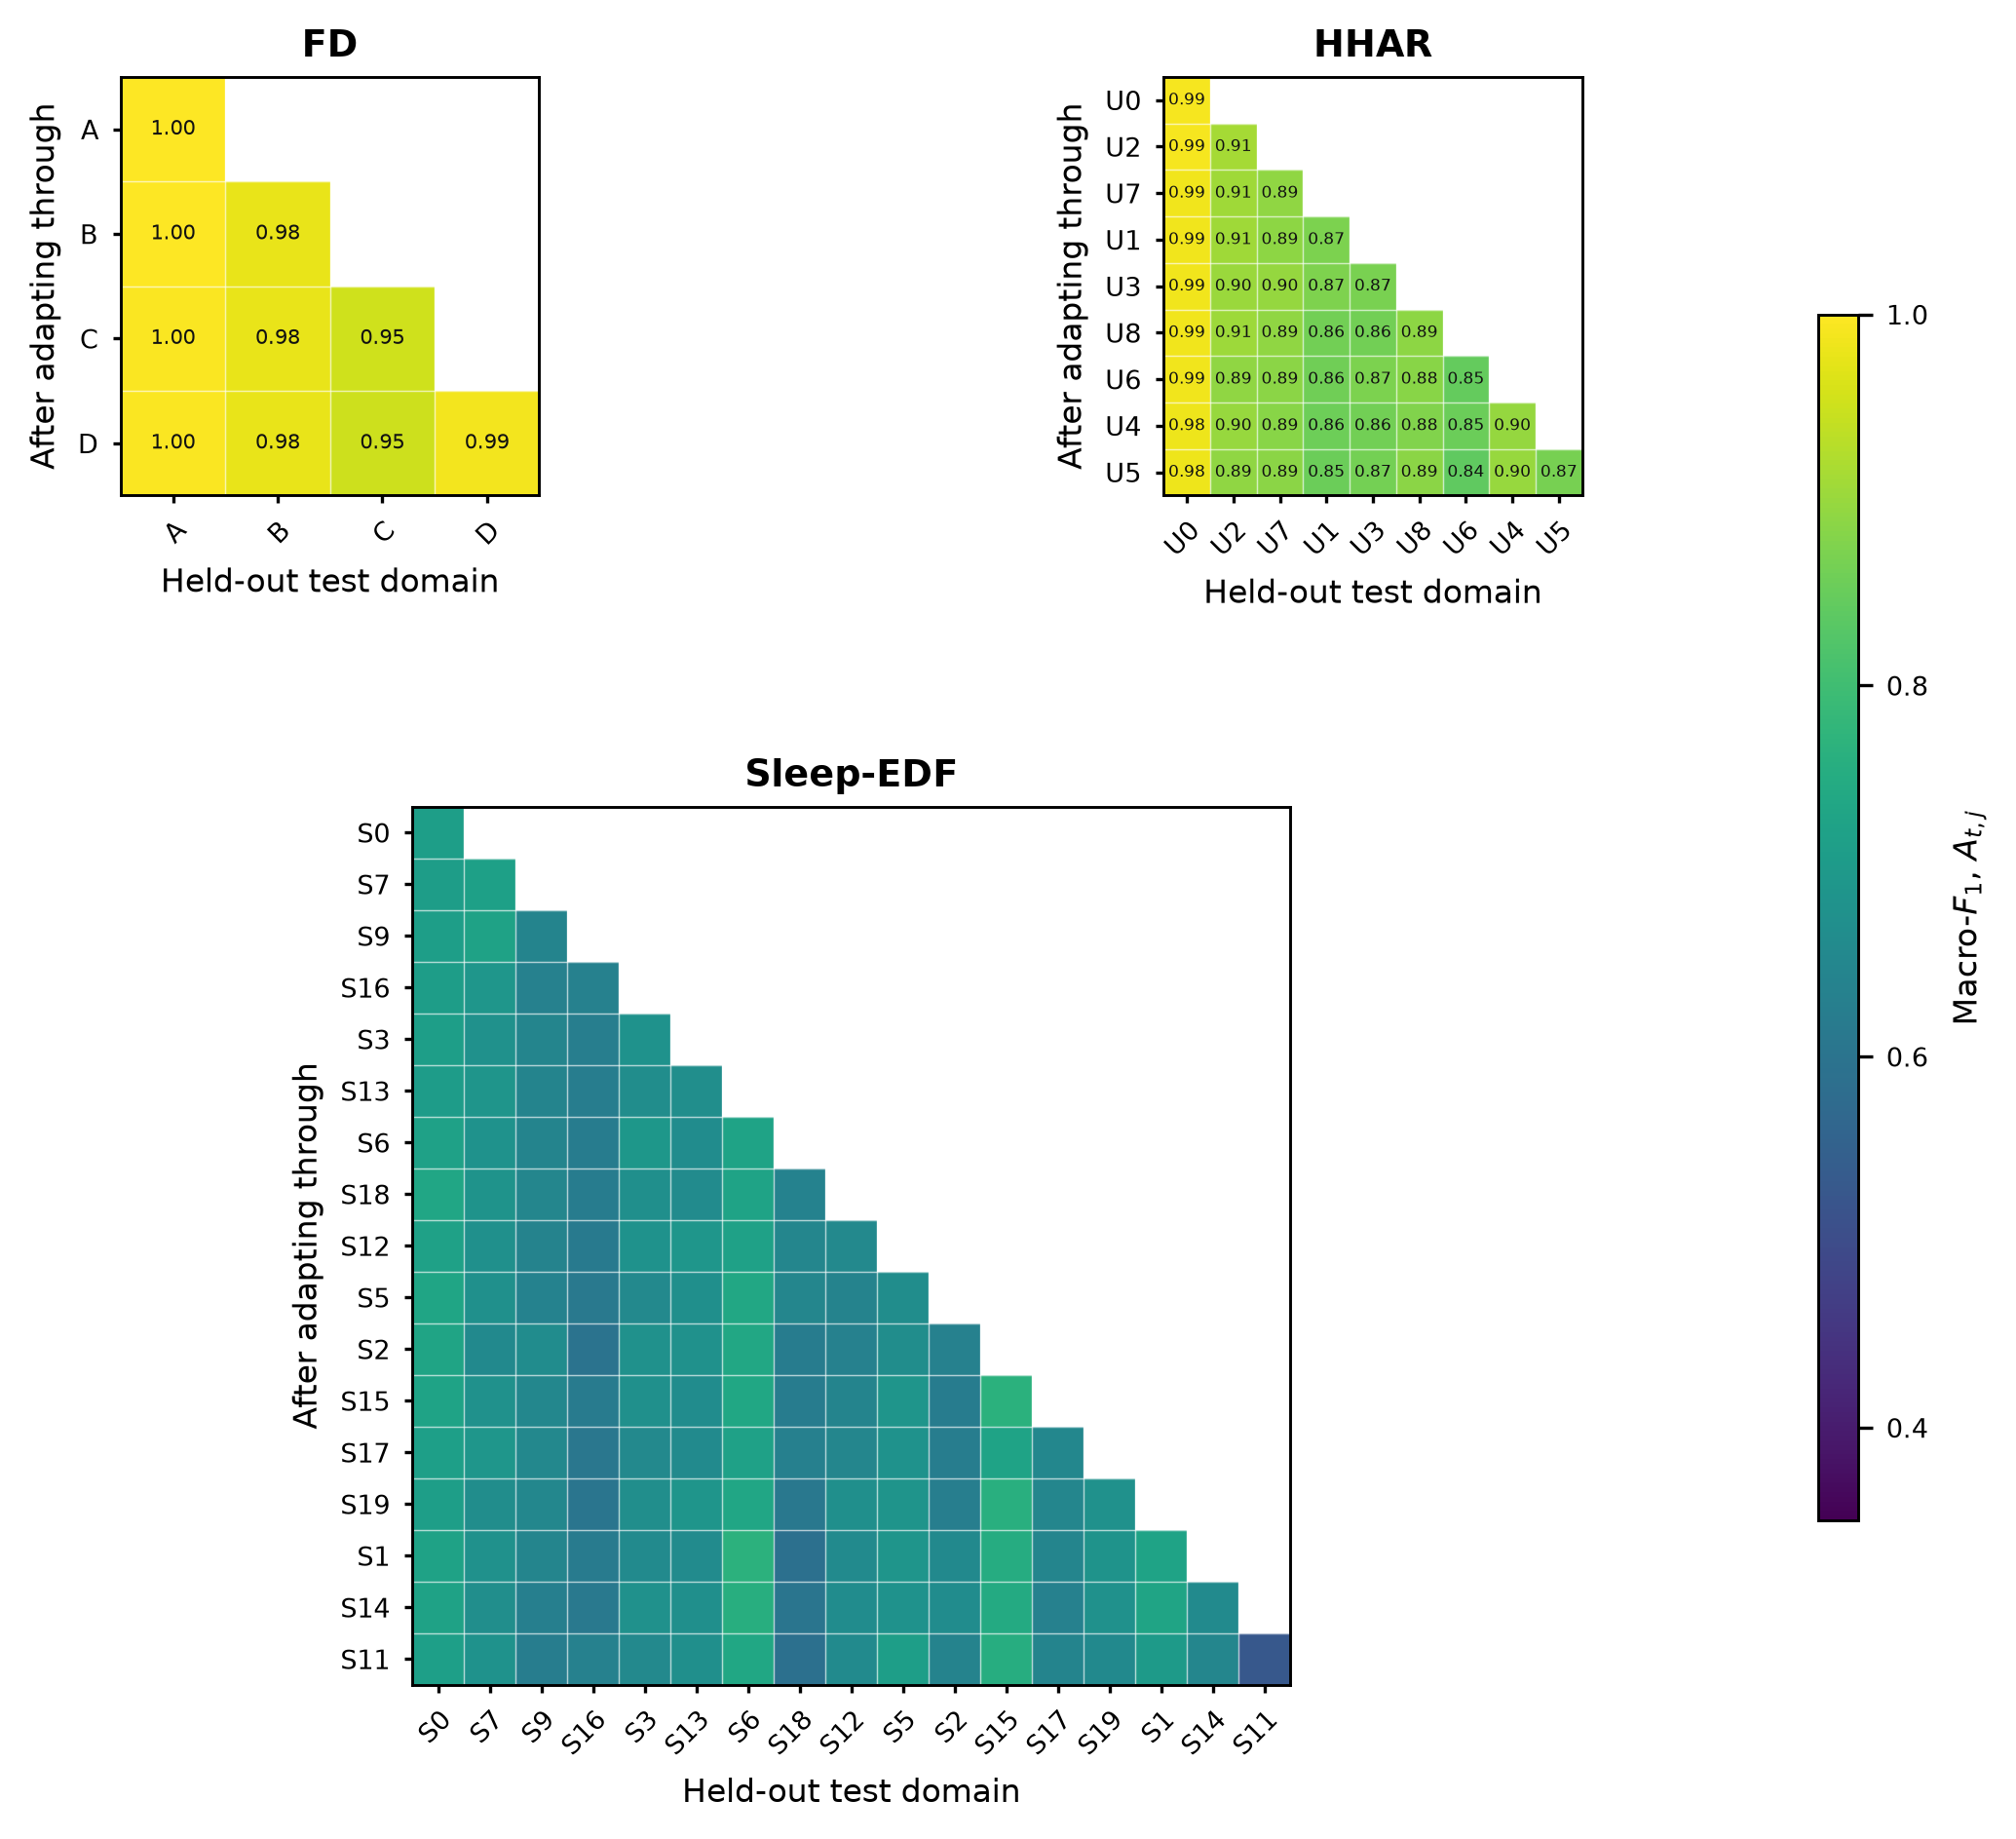 FD
After adapting through
A 1.00
B 1.00 0.98
C 1.00 0.98 0.95
D 1.00 0.98 0.95 0.99
A B C D
Held-out test domain
HHAR
After adapting through
U0 0.99
U2 0.99 0.91
U7 0.99 0.91 0.89
U1 0.99 0.91 0.89 0.87
U3 0.99 0.90 0.90 0.87 0.87
U8 0.99 0.91 0.89 0.86 0.86 0.89
U6 0.99 0.89 0.89 0.86 0.87 0.88 0.85
U4 0.98 0.90 0.89 0.86 0.86 0.88 0.85 0.90
U5 0.98 0.89 0.89 0.85 0.87 0.89 0.84 0.90 0.87
U0 U2 U7 U1 U3 U8 U6 U4 U5
Held-out test domain
Sleep-EDF
After adapting through
S0
S7
S9
S16
S3
S13
S6
S18
S12
S5
S2
S15
S17
S19
S1
S14
S11
S0 S7 S9 S16 S3 S13 S6 S18 S12 S5 S2 S15 S17 S19 S1 S14 S11
Held-out test domain
1.0
0.8
0.6
0.4
Macro-F₁, A_{t,j}